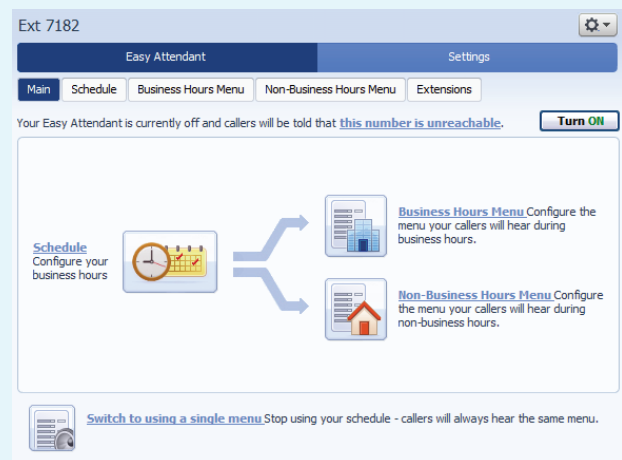 Ext 7182
Easy Attendant
Settings
Main
Schedule
Business Hours Menu
Non-Business Hours Menu
Extensions
Your Easy Attendant is currently off and callers will be told that this number is unreachable.
Turn ON
Schedule
Configure your
business hours
Business Hours Menu Configure the
menu your callers will hear during
business hours.
Non-Business Hours Menu Configure
the menu your callers will hear during
non-business hours.
Switch to using a single menu Stop using your schedule - callers will always hear the same menu.